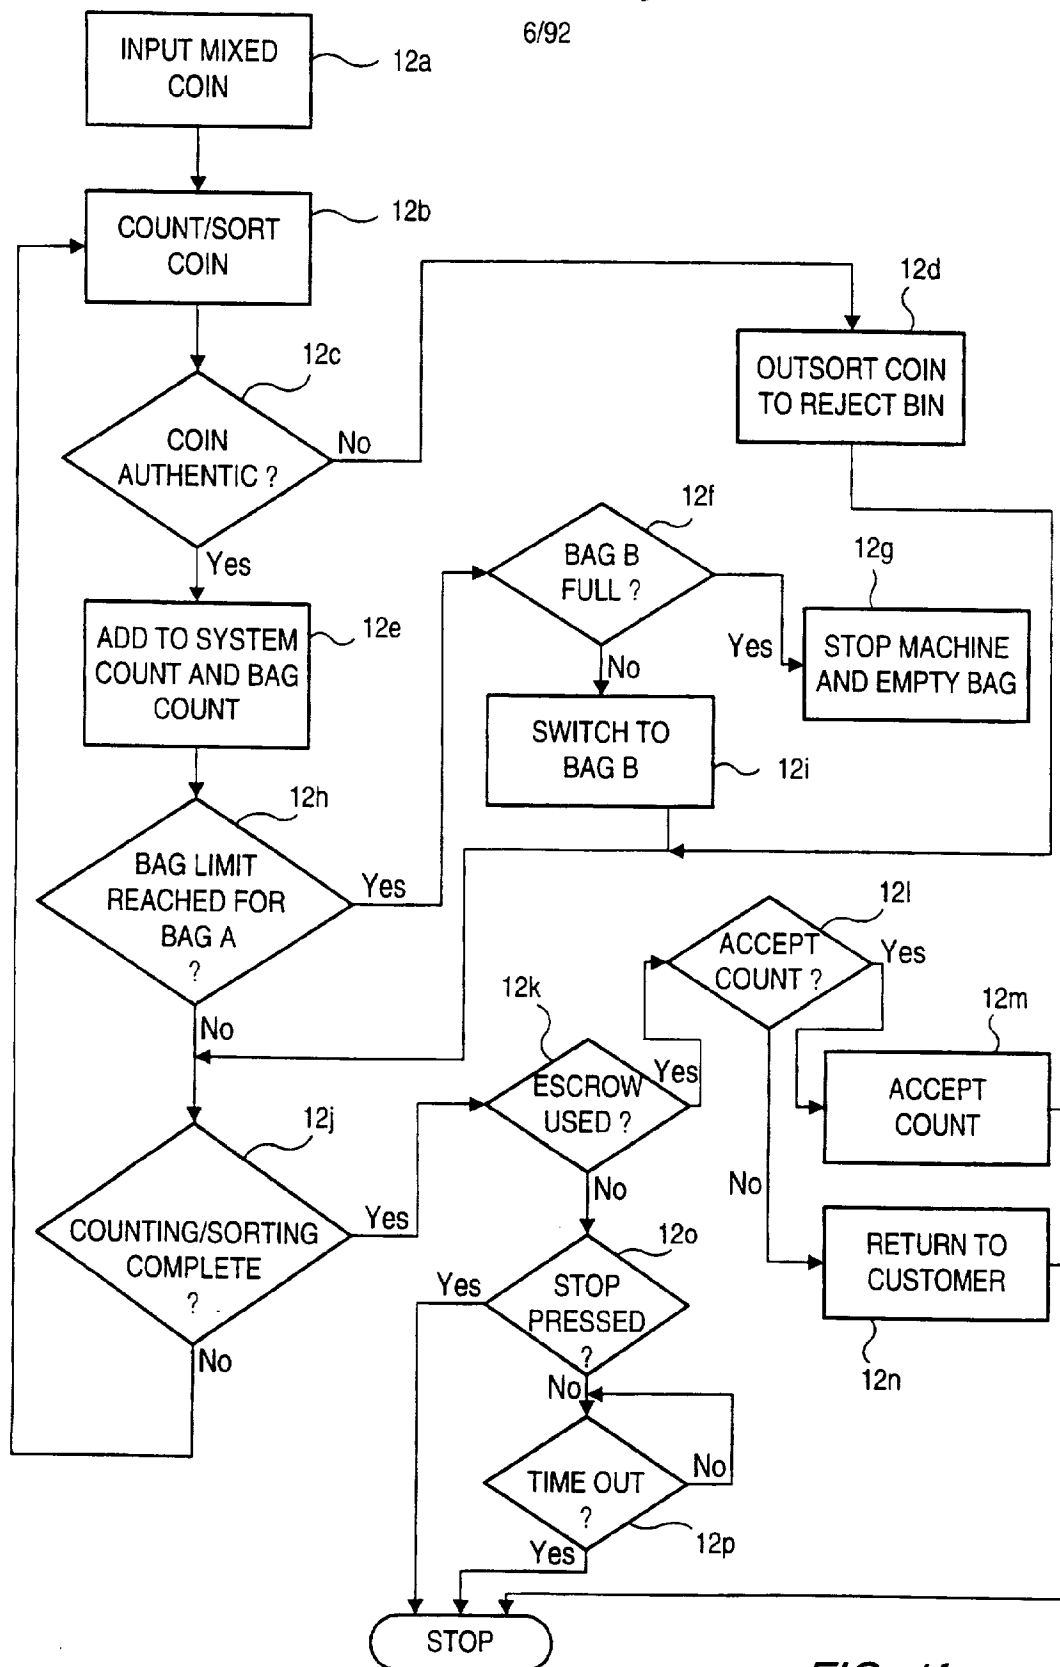 6/92
INPUT MIXED
COIN
12a
COUNT/SORT
COIN
12b
12c
COIN
AUTHENTIC ?
No
Yes
12d
OUTSORT COIN
TO REJECT BIN
ADD TO SYSTEM
COUNT AND BAG
COUNT
12e
12f
BAG B
FULL ?
Yes
No
12g
STOP MACHINE
AND EMPTY BAG
SWITCH TO
BAG B
12i
12h
BAG LIMIT
REACHED FOR
BAG A
?
Yes
No
12j
COUNTING/SORTING
COMPLETE
?
Yes
No
12k
ESCROW
USED ?
Yes
No
12l
ACCEPT
COUNT ?
Yes
No
12m
ACCEPT
COUNT
RETURN TO
CUSTOMER
12n
12o
STOP
PRESSED
?
Yes
No
TIME OUT
?
No
Yes
12p
STOP